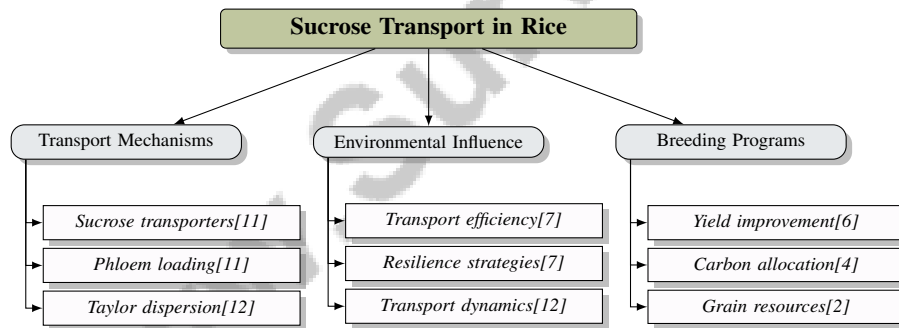 Sucrose Transport in Rice
Transport Mechanisms
Sucrose transporters[11]
Phloem loading[11]
Taylor dispersion[12]
Environmental Influence
Transport efficiency[7]
Resilience strategies[7]
Transport dynamics[12]
Breeding Programs
Yield improvement[6]
Carbon allocation[4]
Grain resources[2]